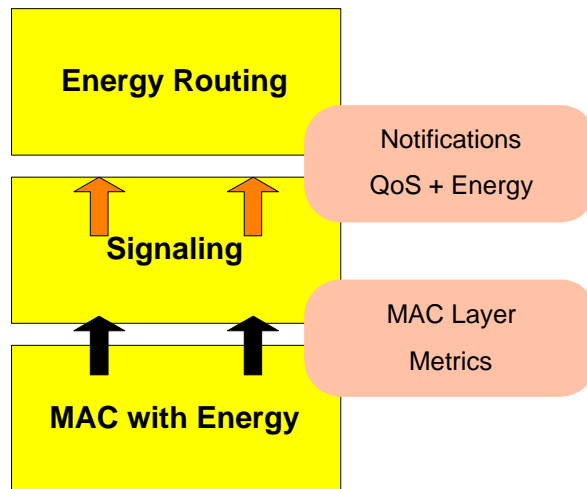 Energy Routing
Notifications
QoS + Energy
Signaling
MAC Layer
Metrics
MAC with Energy